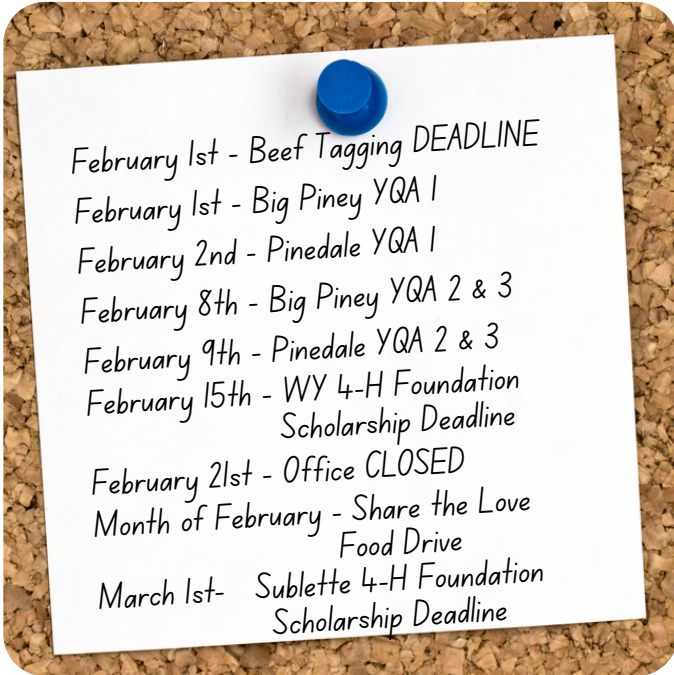 February 1st - Beef Tagging DEADLINE
February 1st - Big Piney YQA 1
February 2nd - Pinedale YQA 1
February 8th - Big Piney YQA 2 & 3
February 9th - Pinedale YQA 2 & 3
February 15th - WY 4-H Foundation
Scholarship Deadline
February 21st - Office CLOSED
Month of February - Share the Love
Food Drive
March 1st- Sublette 4-H Foundation
Scholarship Deadline